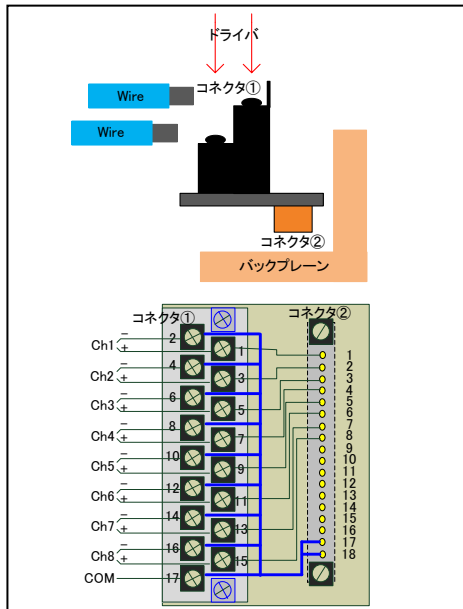 ドライバ
コネクタ①
Wire
Wire
コネクタ②
バックプレーン
コネクタ①
コネクタ②
Ch1 − +
Ch2 − +
Ch3 − +
Ch4 − +
Ch5 − +
Ch6 − +
Ch7 − +
Ch8 − +
COM
2
4
6
8
10
12
14
16
17
1
3
5
7
9
11
13
15
1
2
3
4
5
6
7
8
9
10
11
12
13
14
15
16
17
18